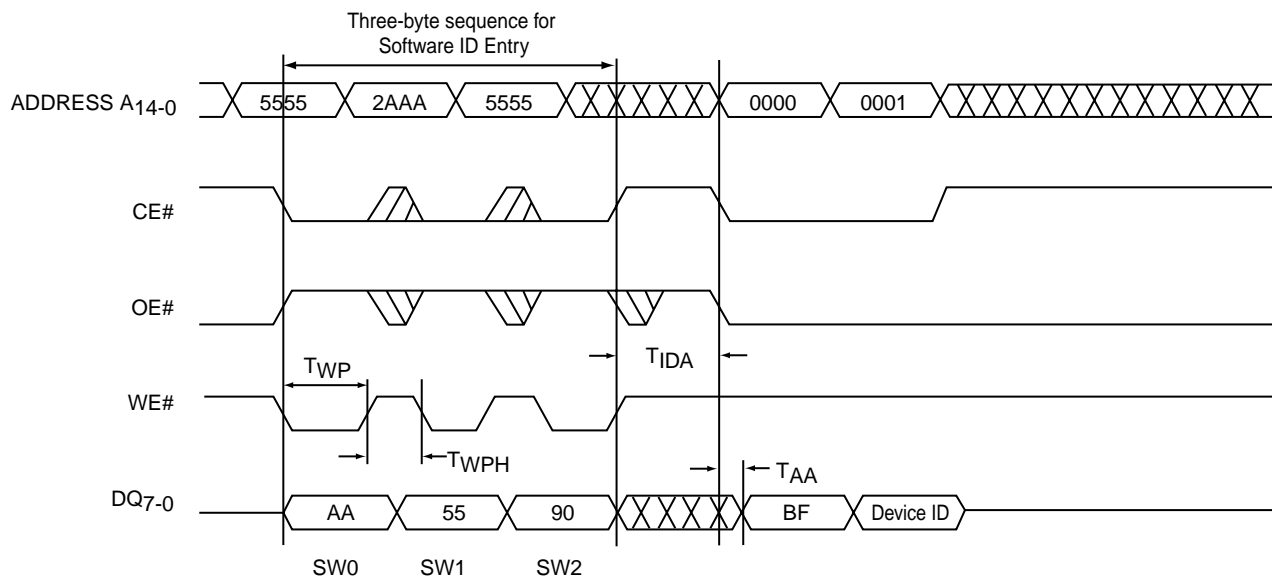 Three-byte sequence for
Software ID Entry
ADDRESS A14-0
5555 2AAA 5555 0000 0001
CE#
OE#
TIDA
TWP
WE#
TWPH
TAA
DQ7-0
AA 55 90 BF Device ID
SW0 SW1 SW2